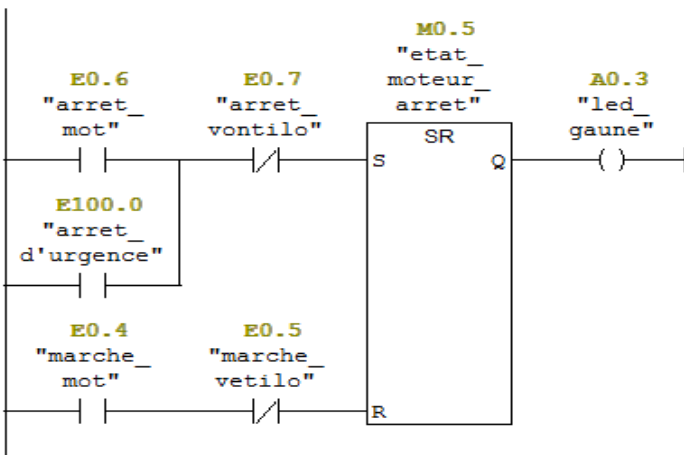 M0.5
"etat_
moteur_
arret"
E0.6
"arret_
mot"
E0.7
"arret_
vontilo"
A0.3
"led_
gaune"
SR
S
Q
E100.0
"arret_
d'urgence"
E0.4
"marche_
mot"
E0.5
"marche_
vetilo"
R